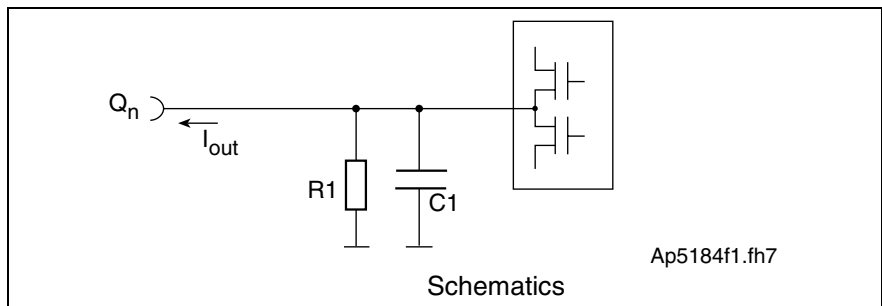 Qn
Iout
R1
C1
Ap5184f1.fh7
Schematics